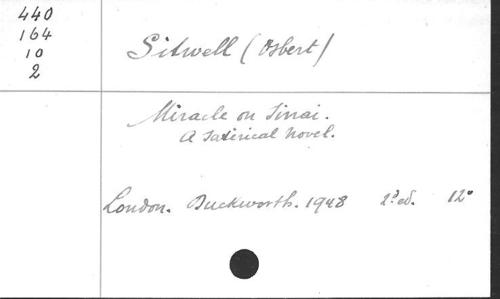 440
164
10
2
Sitwell (Osbert)
Miracle on Sinai.
A Satirical Novel.
London. Duckworth. 1948 2d ed. 12°